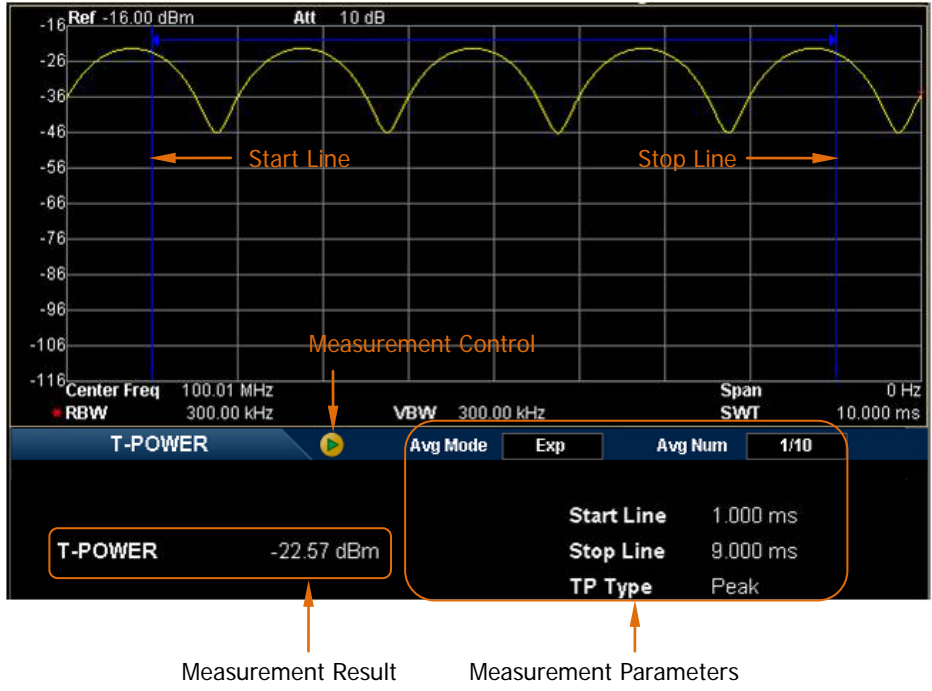 Ref -16.00 dBm Att 10 dB
-16
-26
-36
-46
-56
-66
-76
-86
-96
-106
-116
Start Line
Stop Line
Measurement Control
Center Freq 100.01 MHz Span 0 Hz
*RBW 300.00 kHz VBW 300.00 kHz SWT 10.000 ms
T-POWER Avg Mode Exp Avg Num 1/10
Start Line 1.000 ms
T-POWER -22.57 dBm Stop Line 9.000 ms
TP Type Peak
Measurement Result Measurement Parameters